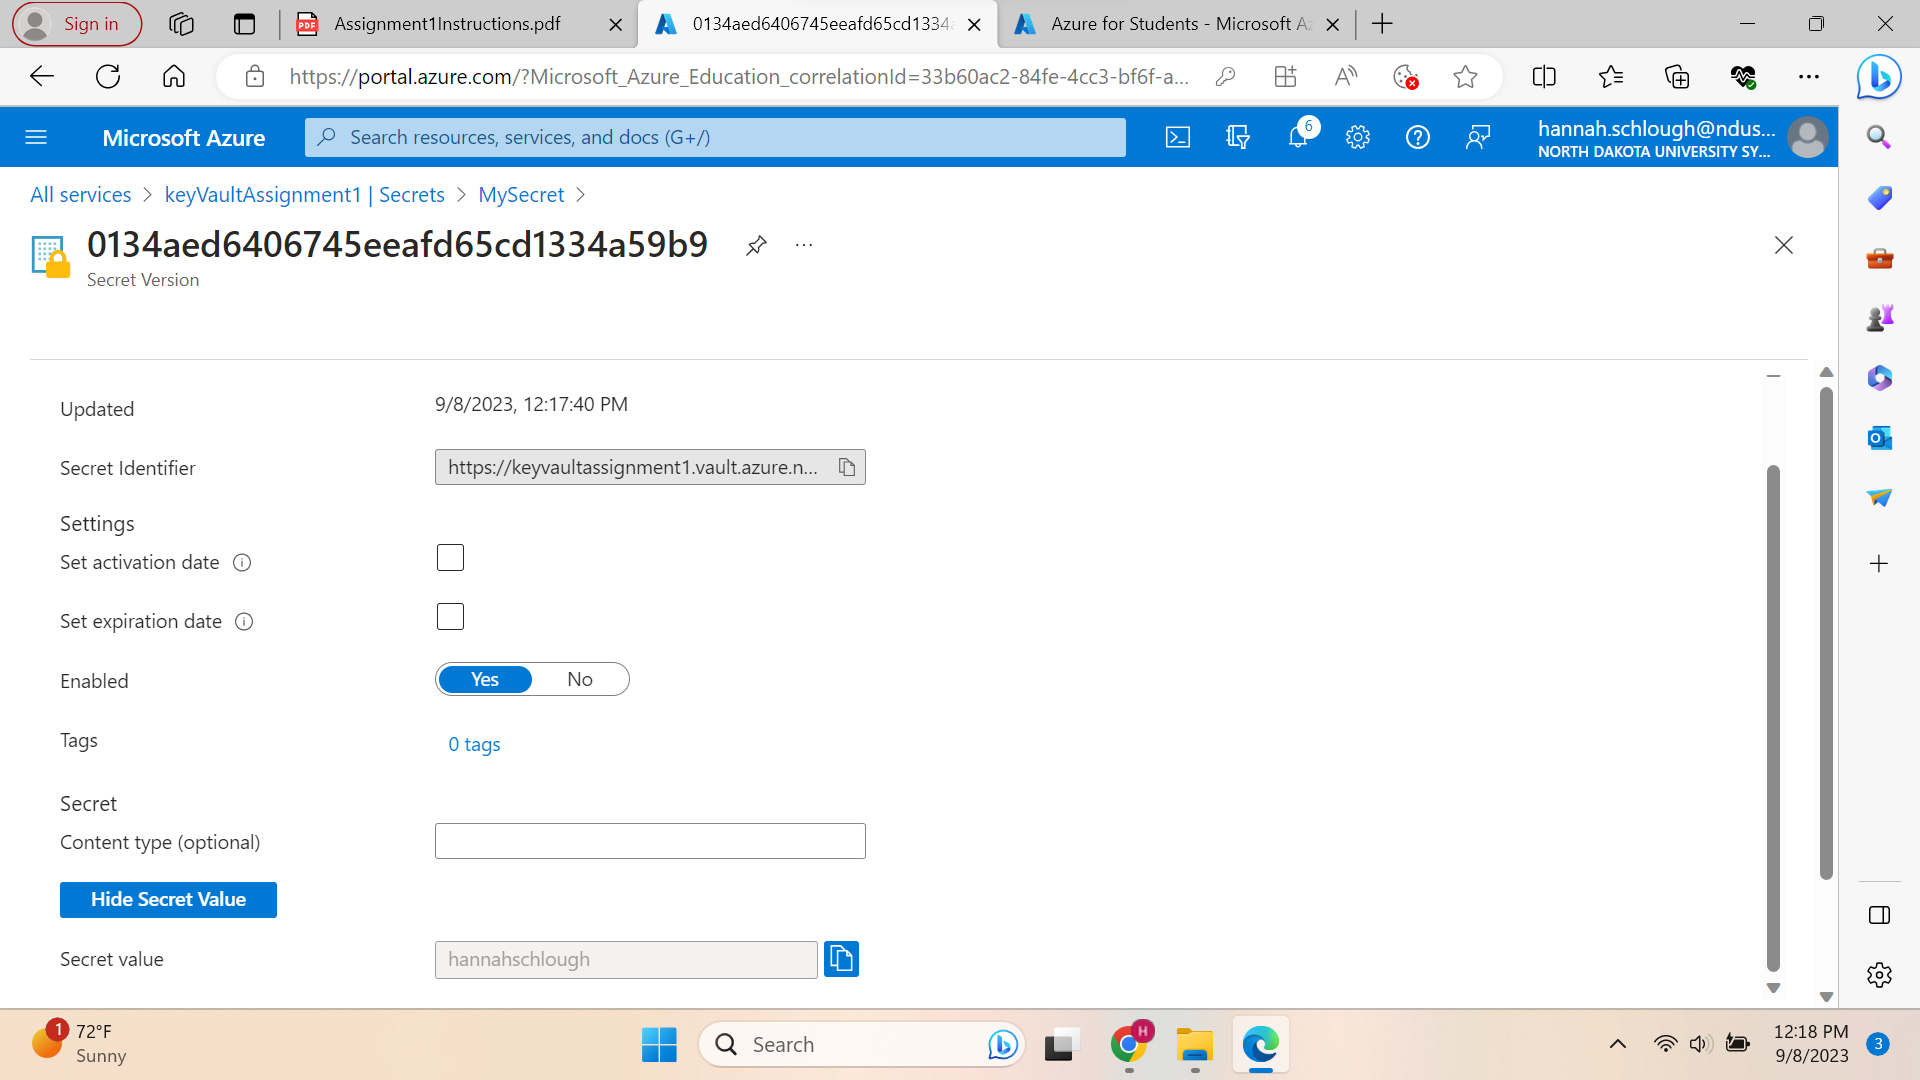 Sign in
Assignment1Instructions.pdf
0134aed6406745eeafd65cd1334a
Azure for Students - Microsoft Az
https://portal.azure.com/?Microsoft_Azure_Education_correlationId=33b60ac2-84fe-4cc3-bf6f-a...
Microsoft Azure
Search resources, services, and docs (G+/)
6
hannah.schlough@ndus...
NORTH DAKOTA UNIVERSITY SY...
All services > keyVaultAssignment1 | Secrets > MySecret >
0134aed6406745eeafd65cd1334a59b9 ...
Secret Version
Updated 9/8/2023, 12:17:40 PM
Secret Identifier https://keyvaultassignment1.vault.azure.n...
Settings
Set activation date
Set expiration date
Enabled Yes No
Tags 0 tags
Secret
Content type (optional)
Hide Secret Value
Secret value hannahschlough
1 72°F
Sunny
Search
H
12:18 PM
9/8/2023
3